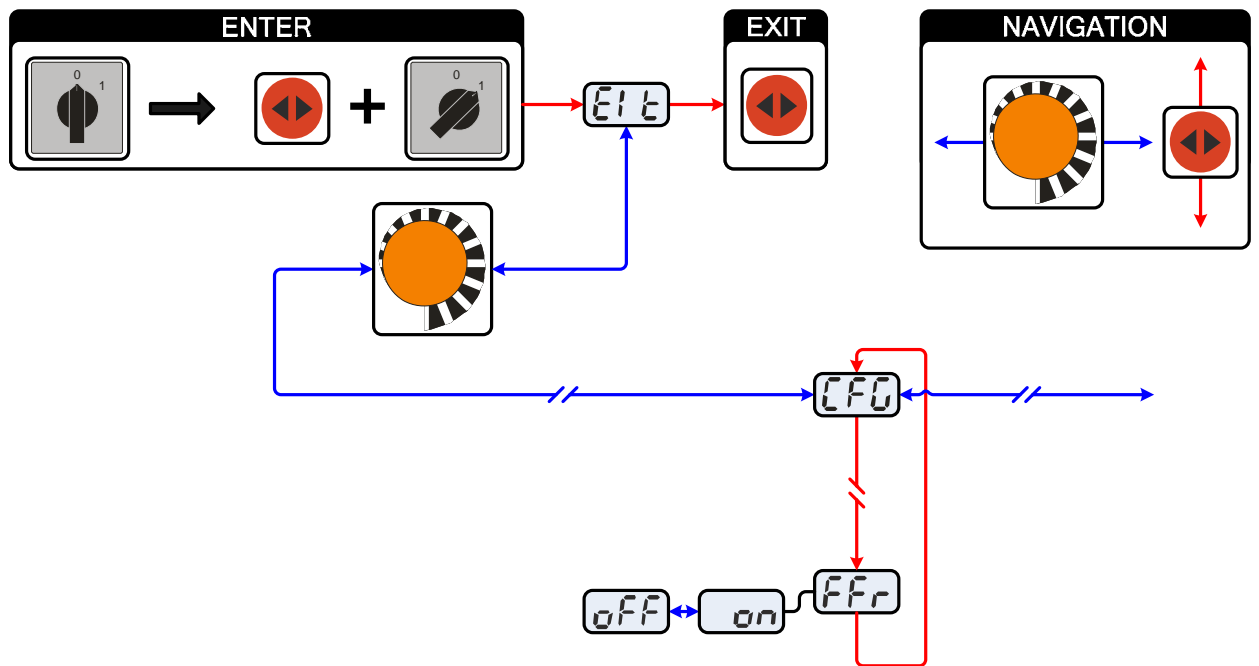 ENTER
EXIT
NAVIGATION
0
1
0
1
EIt
CFG
FFr
oFF
on